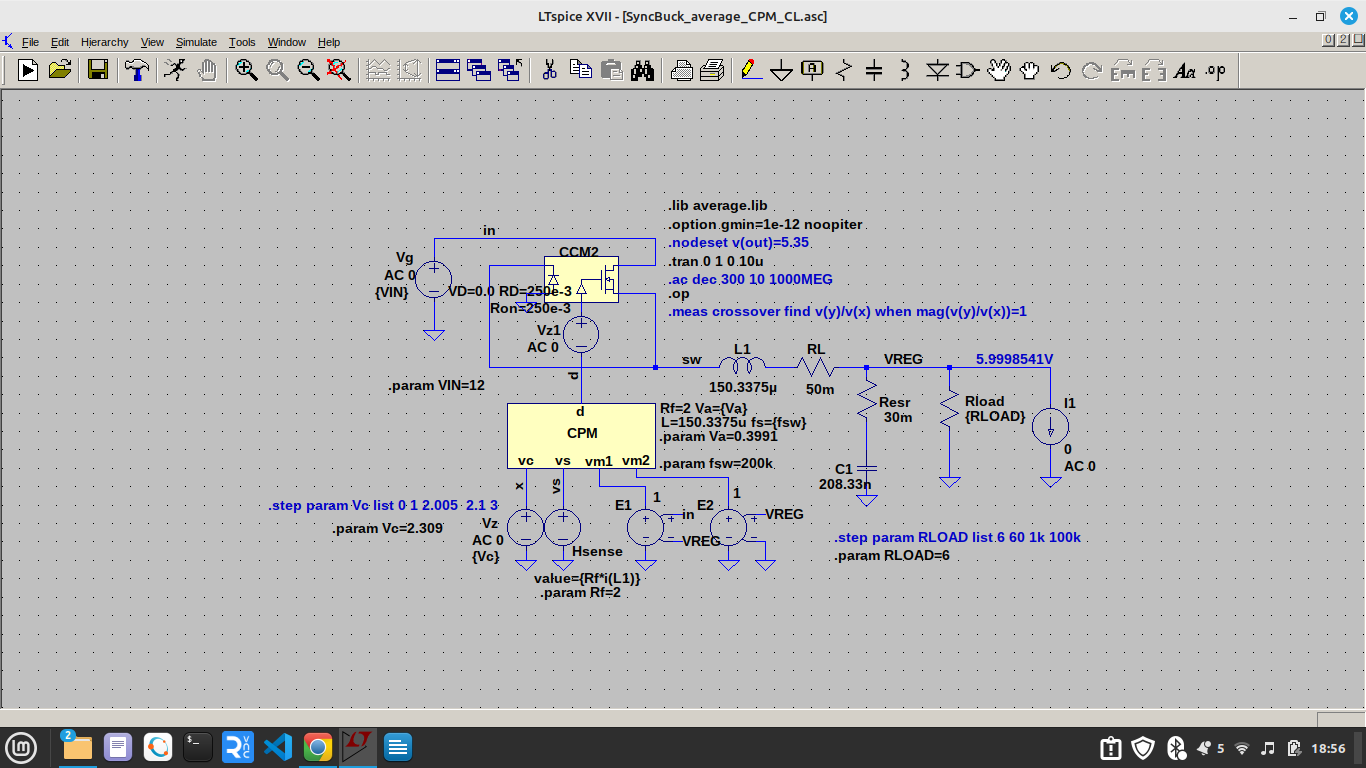 LTspice XVII - [SyncBuck_average_CPM_CL.asc]
File Edit Hierarchy View Simulate Tools Window Help
.op
.lib average.lib
.option gmin=1e-12 noopiter
.nodeset v(out)=5.35
.tran 0 1 0 10u
.ac dec 300 10 1000MEG
.op
.meas crossover find v(y)/v(x) when mag(v(y)/v(x))=1
in
CCM2
Vg
AC 0
{VIN}
VD=0.0 RD=250e-3
Ron=250e-3
Vz1
AC 0
d
.param VIN=12
sw
L1
150.3375µ
RL
50m
VREG
5.9998541V
Resr
30m
Rload
{RLOAD}
I1
0
AC 0
C1
208.33n
d
CPM
vc vs vm1 vm2
Rf=2 Va={Va}
L=150.3375u fs={fsw}
.param Va=0.3991
.param fsw=200k
x
vs
.step param Vc list 0 1 2.005 2.1 3
.param Vc=2.309
Vz
AC 0
{Vc}
Hsense
value={Rf*i(L1)}
.param Rf=2
E1
1
in
VREG
E2
1
VREG
.step param RLOAD list 6 60 1k 100k
.param RLOAD=6
2
5
18:56